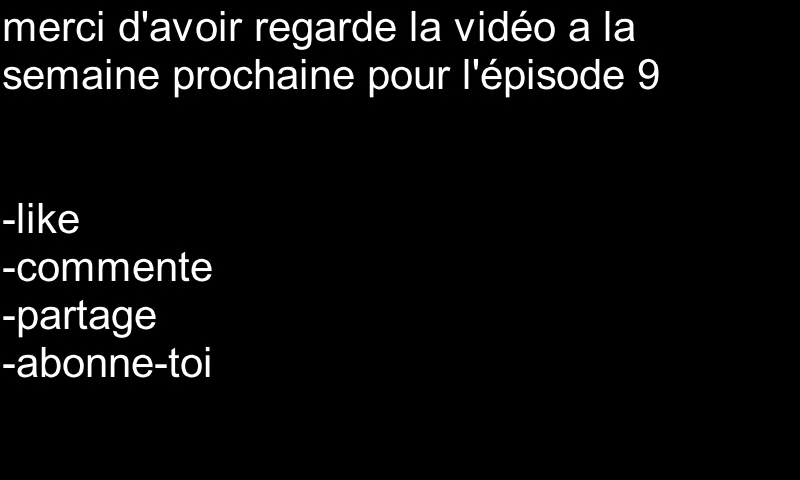 merci d'avoir regarde la vidéo a la
semaine prochaine pour l'épisode 9
-like
-commente
-partage
-abonne-toi